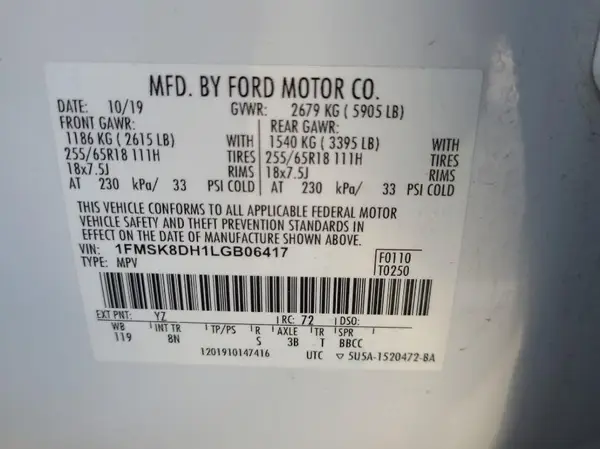 MFD. BY FORD MOTOR CO.
DATE: 10/19 GVWR: 2679 KG ( 5905 LB)
FRONT GAWR: REAR GAWR:
1186 KG ( 2615 LB) WITH 1540 KG ( 3395 LB) WITH
255/65R18 111H TIRES 255/65R18 111H TIRES
18x7.5J RIMS 18x7.5J RIMS
AT 230 kPa/ 33 PSI COLD AT 230 kPa/ 33 PSI COLD
THIS VEHICLE CONFORMS TO ALL APPLICABLE FEDERAL MOTOR
VEHICLE SAFETY AND THEFT PREVENTION STANDARDS IN
EFFECT ON THE DATE OF MANUFACTURE SHOWN ABOVE.
VIN: 1FMSK8DH1LGB06417 F0110
TYPE: MPV T0250
EXT PNT: YZ RC: 72 DSO:
WB INT TR TP/PS R AXLE TR SPR
119 8N S 3B T BBCC
1201910147416 UTC 5U5A-1520472-8A